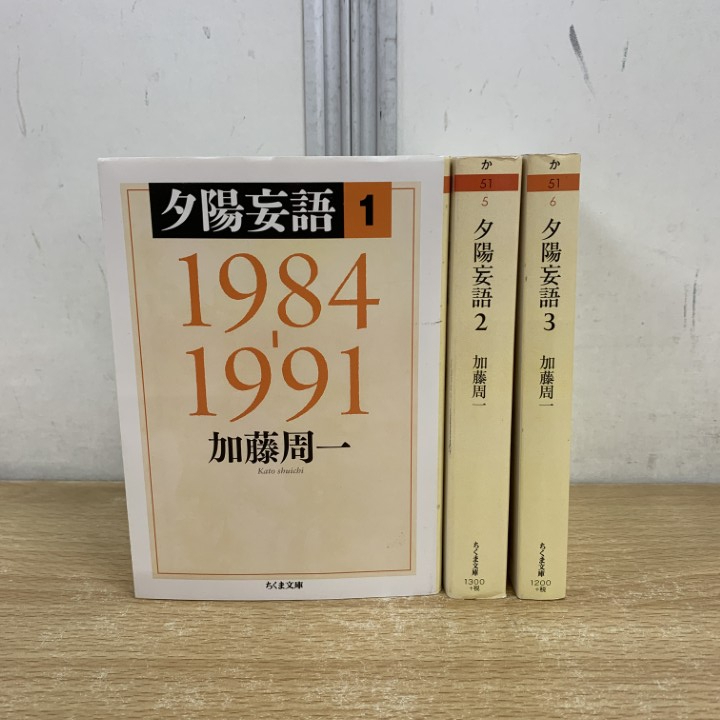 夕陽妄語 1
1984
-
1991
加藤周一
Kato shuichi
ちくま文庫
か
51
5
夕陽妄語 2
加藤周一
ちくま文庫
1300
+税
か
51
6
夕陽妄語 3
加藤周一
ちくま文庫
1200
+税